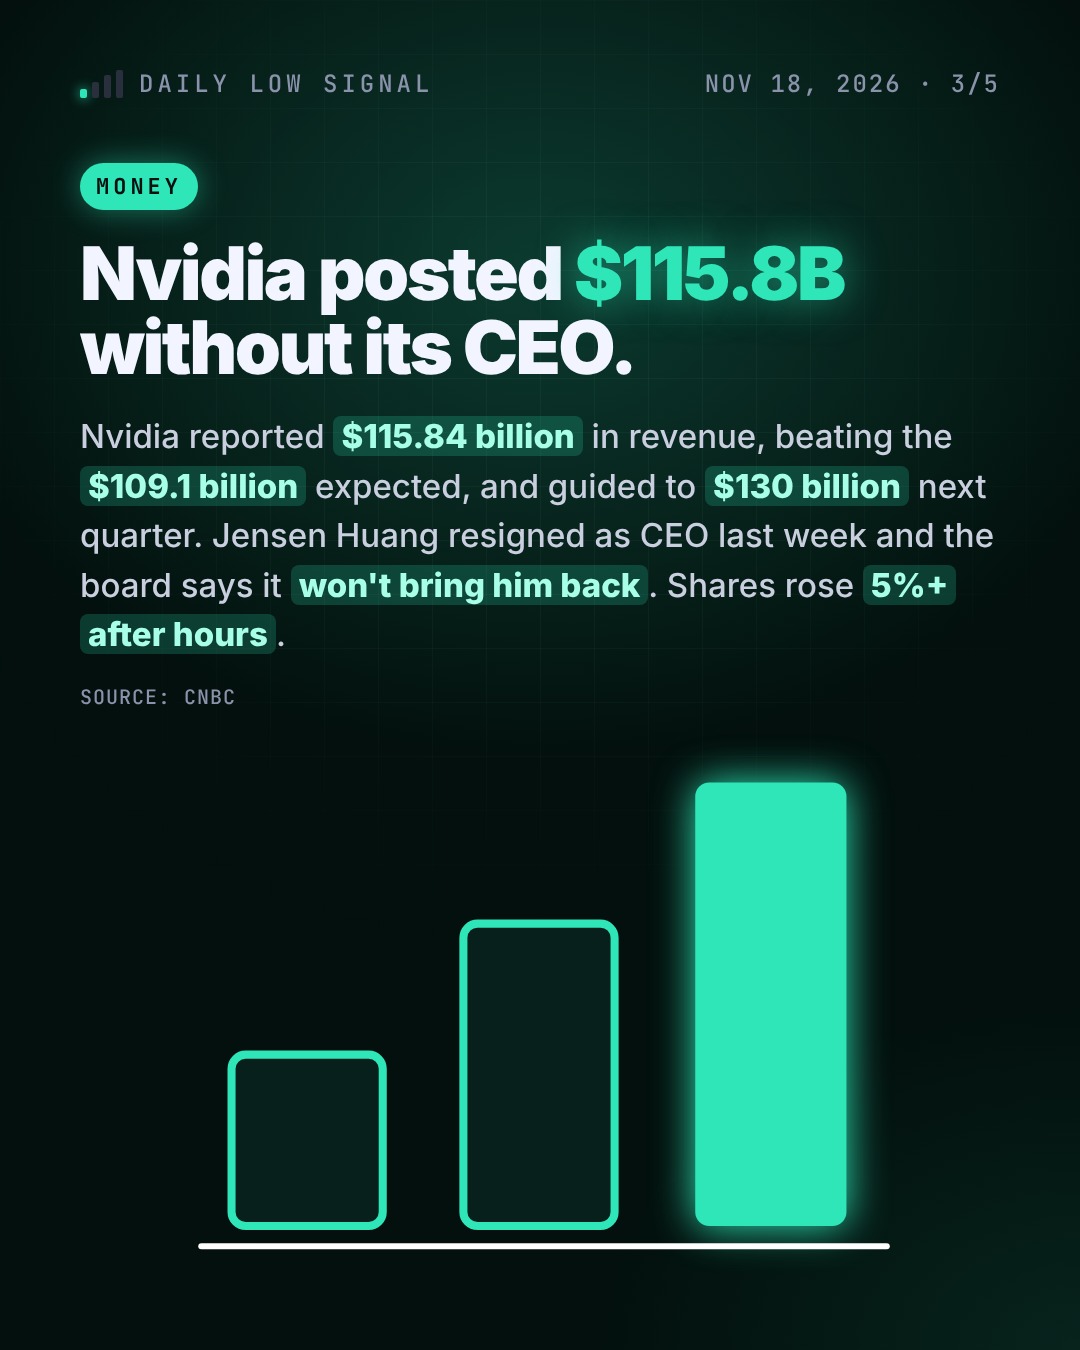 DAILY LOW SIGNAL
NOV 18, 2026 · 3/5
MONEY
Nvidia posted $115.8B
without its CEO.
Nvidia reported $115.84 billion in revenue, beating the
$109.1 billion expected, and guided to $130 billion next
quarter. Jensen Huang resigned as CEO last week and the
board says it won't bring him back. Shares rose 5%+
after hours.
SOURCE: CNBC